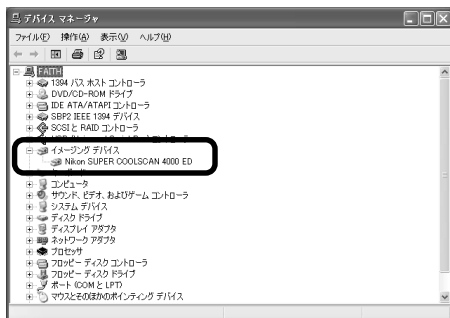 デバイス マネージャ
ファイル(F) 操作(A) 表示(V) ヘルプ(H)
FAITH
1394 バス ホスト コントローラ
DVD/CD-ROM ドライブ
IDE ATA/ATAPI コントローラ
SBP2 IEEE 1394 デバイス
SCSI と RAID コントローラ
イメージング デバイス
Nikon SUPER COOLSCAN 4000 ED
コンピュータ
サウンド、ビデオ、およびゲーム コントローラ
システム デバイス
ディスク ドライブ
ディスプレイ アダプタ
ネットワーク アダプタ
プロセッサ
フロッピー ディスク コントローラ
フロッピー ディスク ドライブ
ポート (COM と LPT)
マウスとそのほかのポインティング デバイス